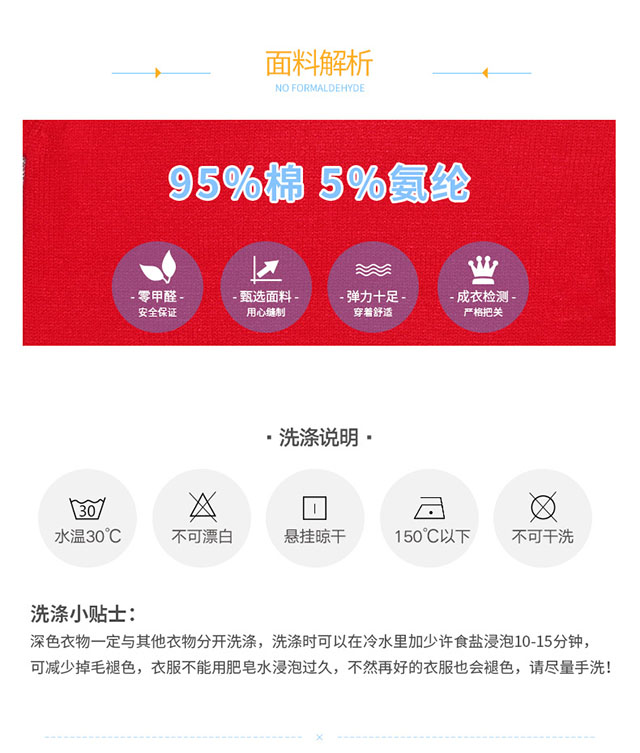 面料解析
NO FORMALDEHYDE
95%棉 5%氨纶
- 零甲醛 -
安全保证
- 甄选面料 -
用心缝制
- 弹力十足 -
穿着舒适
- 成衣检测 -
严格把关
·洗涤说明·
30
水温30℃
不可漂白
悬挂晾干
150℃以下
不可干洗
洗涤小贴士：
深色衣物一定与其他衣物分开洗涤，洗涤时可以在冷水里加少许食盐浸泡10-15分钟，
可减少掉毛褪色，衣服不能用肥皂水浸泡过久，不然再好的衣服也会褪色，请尽量手洗！